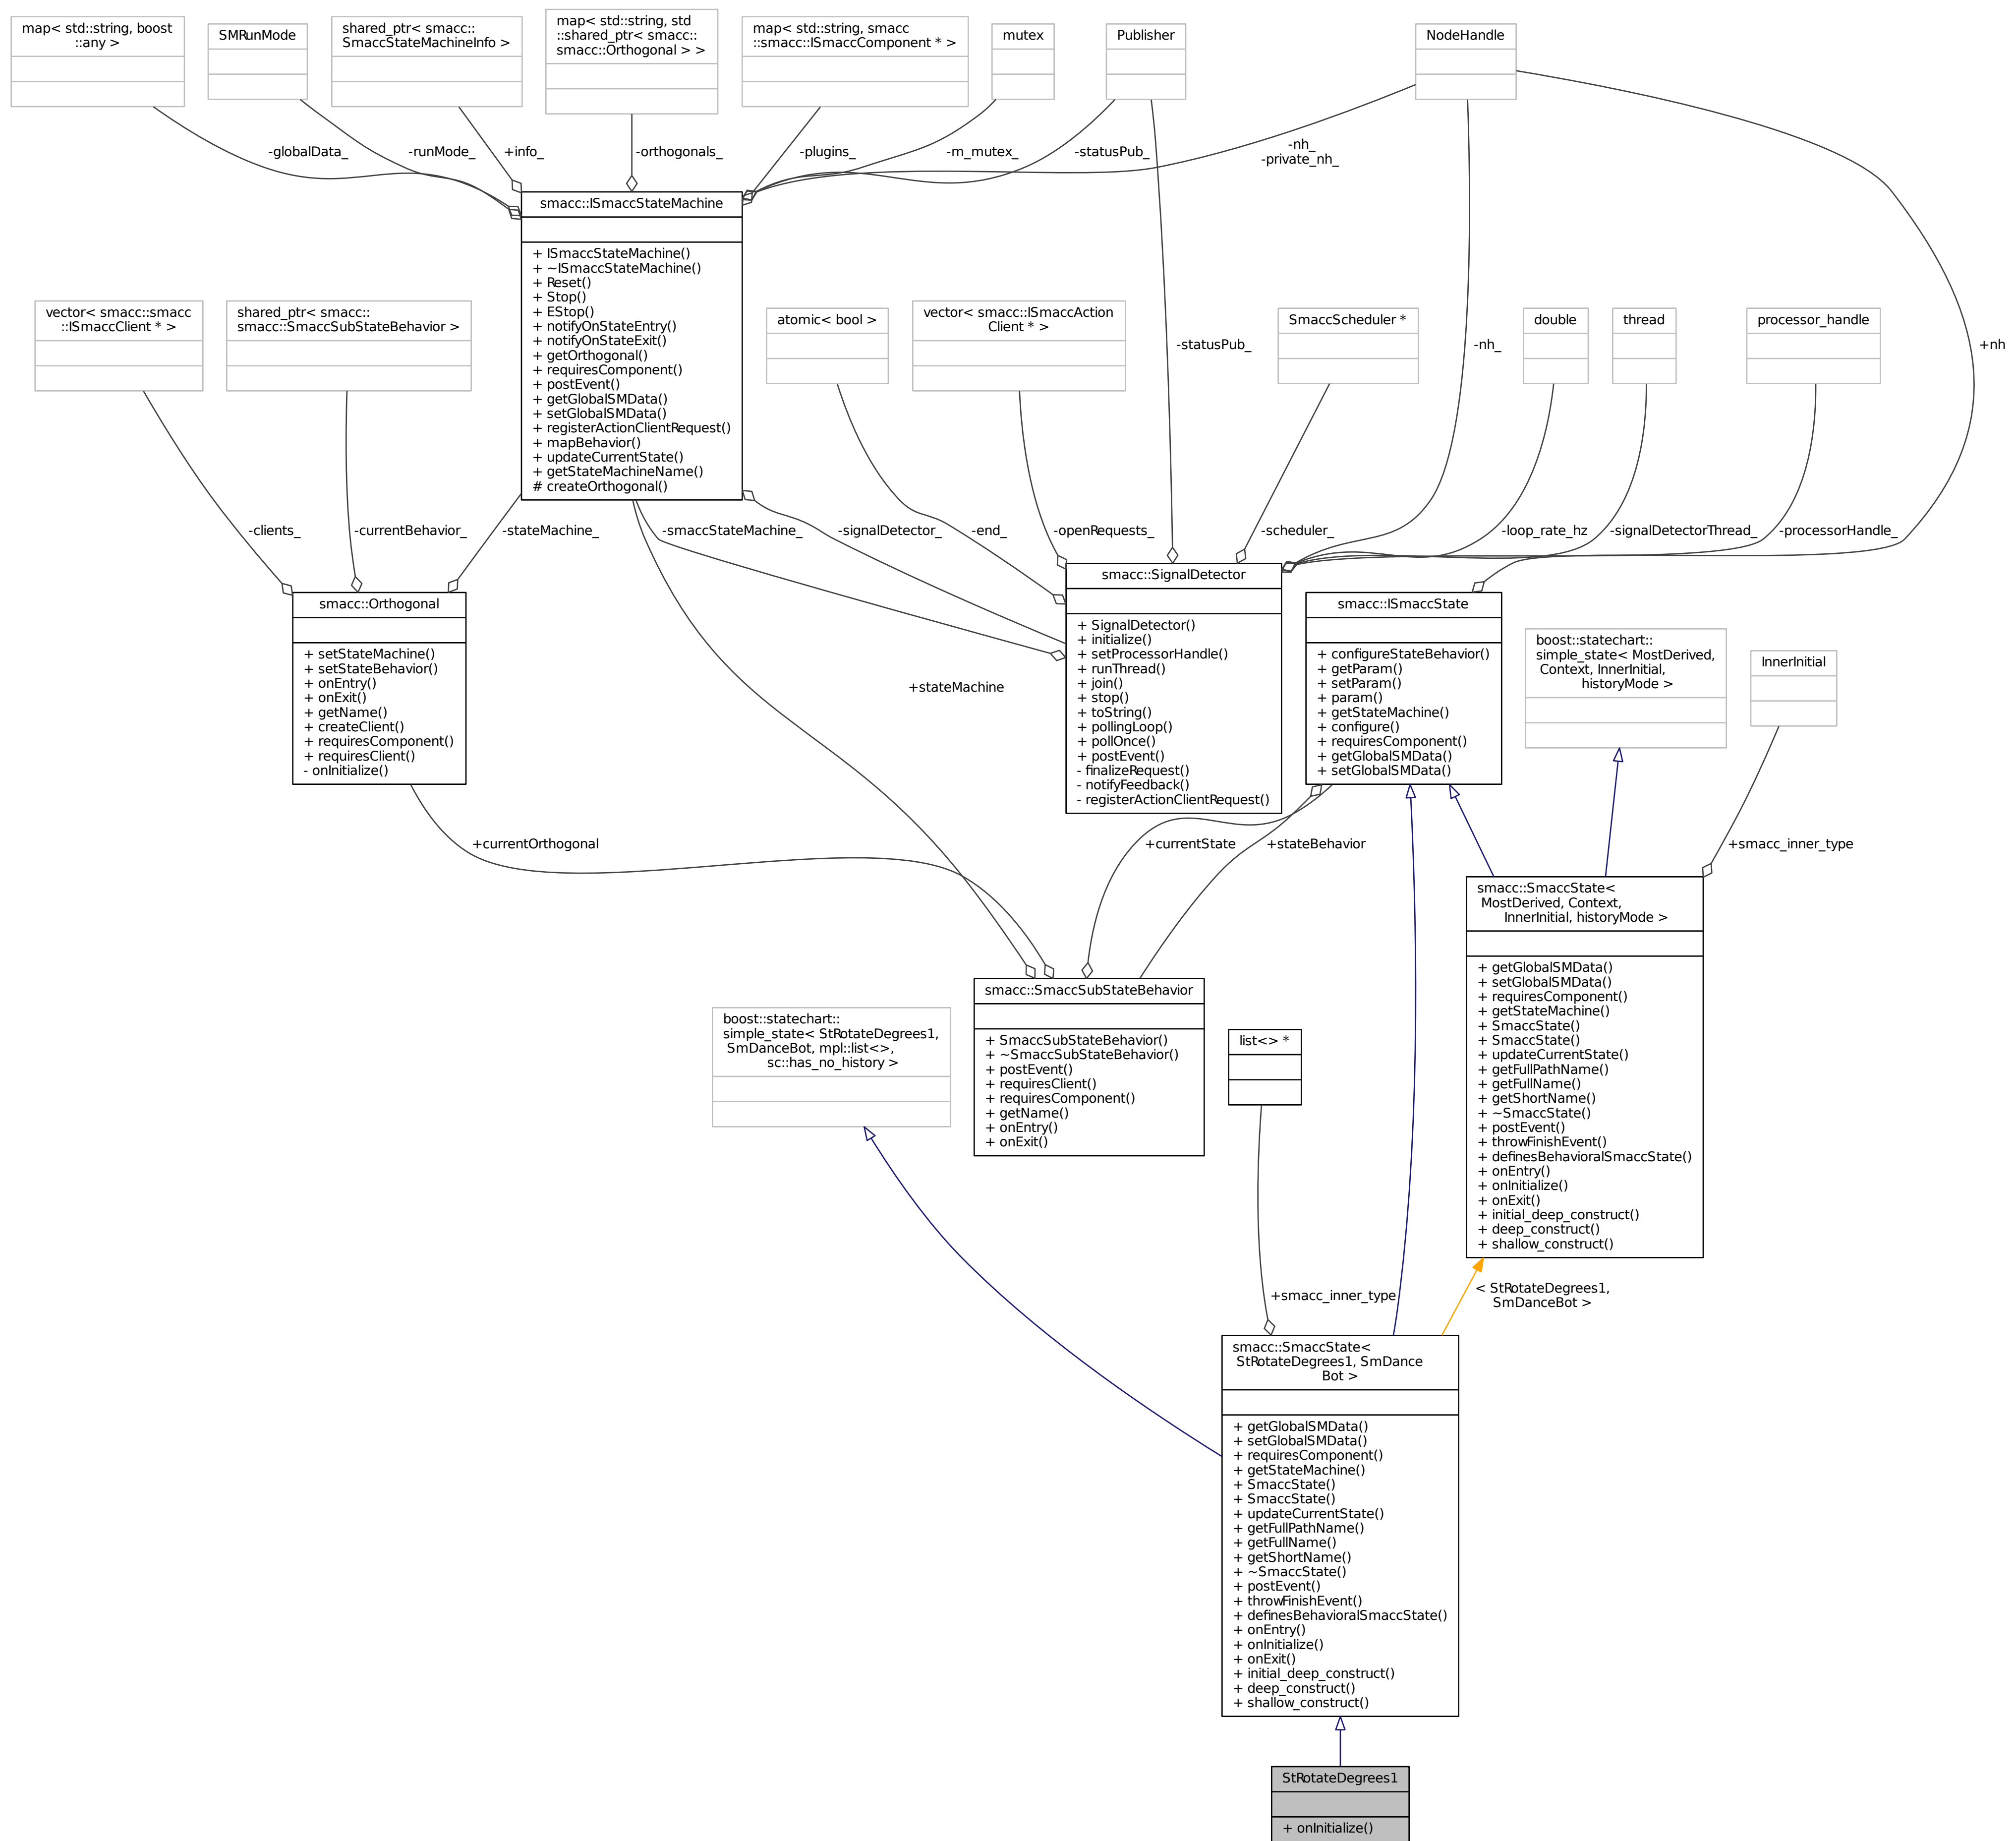 map< std::string, boost
::any >
SMRunMode
shared_ptr< smacc::
SmaccStateMachineInfo >
map< std::string, std
::shared_ptr< smacc::
smacc::Orthogonal > >
map< std::string, smacc
::smacc::ISmaccComponent * >
mutex
Publisher
NodeHandle
-globalData_
-runMode_
+info_
-orthogonals_
-plugins_
-m_mutex_
-statusPub_
-nh_
-private_nh_
smacc::ISmaccStateMachine
+ ISmaccStateMachine()
+ ~ISmaccStateMachine()
+ Reset()
+ Stop()
+ EStop()
+ notifyOnStateEntry()
+ notifyOnStateExit()
+ getOrthogonal()
+ requiresComponent()
+ postEvent()
+ getGlobalSMData()
+ setGlobalSMData()
+ registerActionClientRequest()
+ mapBehavior()
+ updateCurrentState()
+ getStateMachineName()
# createOrthogonal()
vector< smacc::smacc
::ISmaccClient * >
shared_ptr< smacc::
smacc::SmaccSubStateBehavior >
atomic< bool >
vector< smacc::ISmaccAction
Client * >
SmaccScheduler *
double
thread
processor_handle
-statusPub_
-nh_
+nh
-clients_
-currentBehavior_
-stateMachine_
-smaccStateMachine_
-signalDetector_
-end_
-openRequests_
-scheduler_
-loop_rate_hz
-signalDetectorThread_
-processorHandle_
smacc::Orthogonal
+ setStateMachine()
+ setStateBehavior()
+ onEntry()
+ onExit()
+ getName()
+ createClient()
+ requiresComponent()
+ requiresClient()
- onInitialize()
smacc::SignalDetector
+ SignalDetector()
+ initialize()
+ setProcessorHandle()
+ runThread()
+ join()
+ stop()
+ toString()
+ pollingLoop()
+ pollOnce()
+ postEvent()
- finalizeRequest()
- notifyFeedback()
- registerActionClientRequest()
smacc::ISmaccState
+ configureStateBehavior()
+ getParam()
+ setParam()
+ param()
+ getStateMachine()
+ configure()
+ requiresComponent()
+ getGlobalSMData()
+ setGlobalSMData()
boost::statechart::
simple_state< MostDerived,
Context, InnerInitial,
historyMode >
InnerInitial
+stateMachine
+currentOrthogonal
+currentState
+stateBehavior
+smacc_inner_type
smacc::SmaccState<
MostDerived, Context,
InnerInitial, historyMode >
+ getGlobalSMData()
+ setGlobalSMData()
+ requiresComponent()
+ getStateMachine()
+ SmaccState()
+ SmaccState()
+ updateCurrentState()
+ getFullPathName()
+ getFullName()
+ getShortName()
+ ~SmaccState()
+ postEvent()
+ throwFinishEvent()
+ definesBehavioralSmaccState()
+ onEntry()
+ onInitialize()
+ onExit()
+ initial_deep_construct()
+ deep_construct()
+ shallow_construct()
smacc::SmaccSubStateBehavior
+ SmaccSubStateBehavior()
+ ~SmaccSubStateBehavior()
+ postEvent()
+ requiresClient()
+ requiresComponent()
+ getName()
+ onEntry()
+ onExit()
boost::statechart::
simple_state< StRotateDegrees1,
SmDanceBot, mpl::list<>,
sc::has_no_history >
list<> *
+smacc_inner_type
< StRotateDegrees1,
SmDanceBot >
smacc::SmaccState<
StRotateDegrees1, SmDance
Bot >
+ getGlobalSMData()
+ setGlobalSMData()
+ requiresComponent()
+ getStateMachine()
+ SmaccState()
+ SmaccState()
+ updateCurrentState()
+ getFullPathName()
+ getFullName()
+ getShortName()
+ ~SmaccState()
+ postEvent()
+ throwFinishEvent()
+ definesBehavioralSmaccState()
+ onEntry()
+ onInitialize()
+ onExit()
+ initial_deep_construct()
+ deep_construct()
+ shallow_construct()
StRotateDegrees1
+ onInitialize()